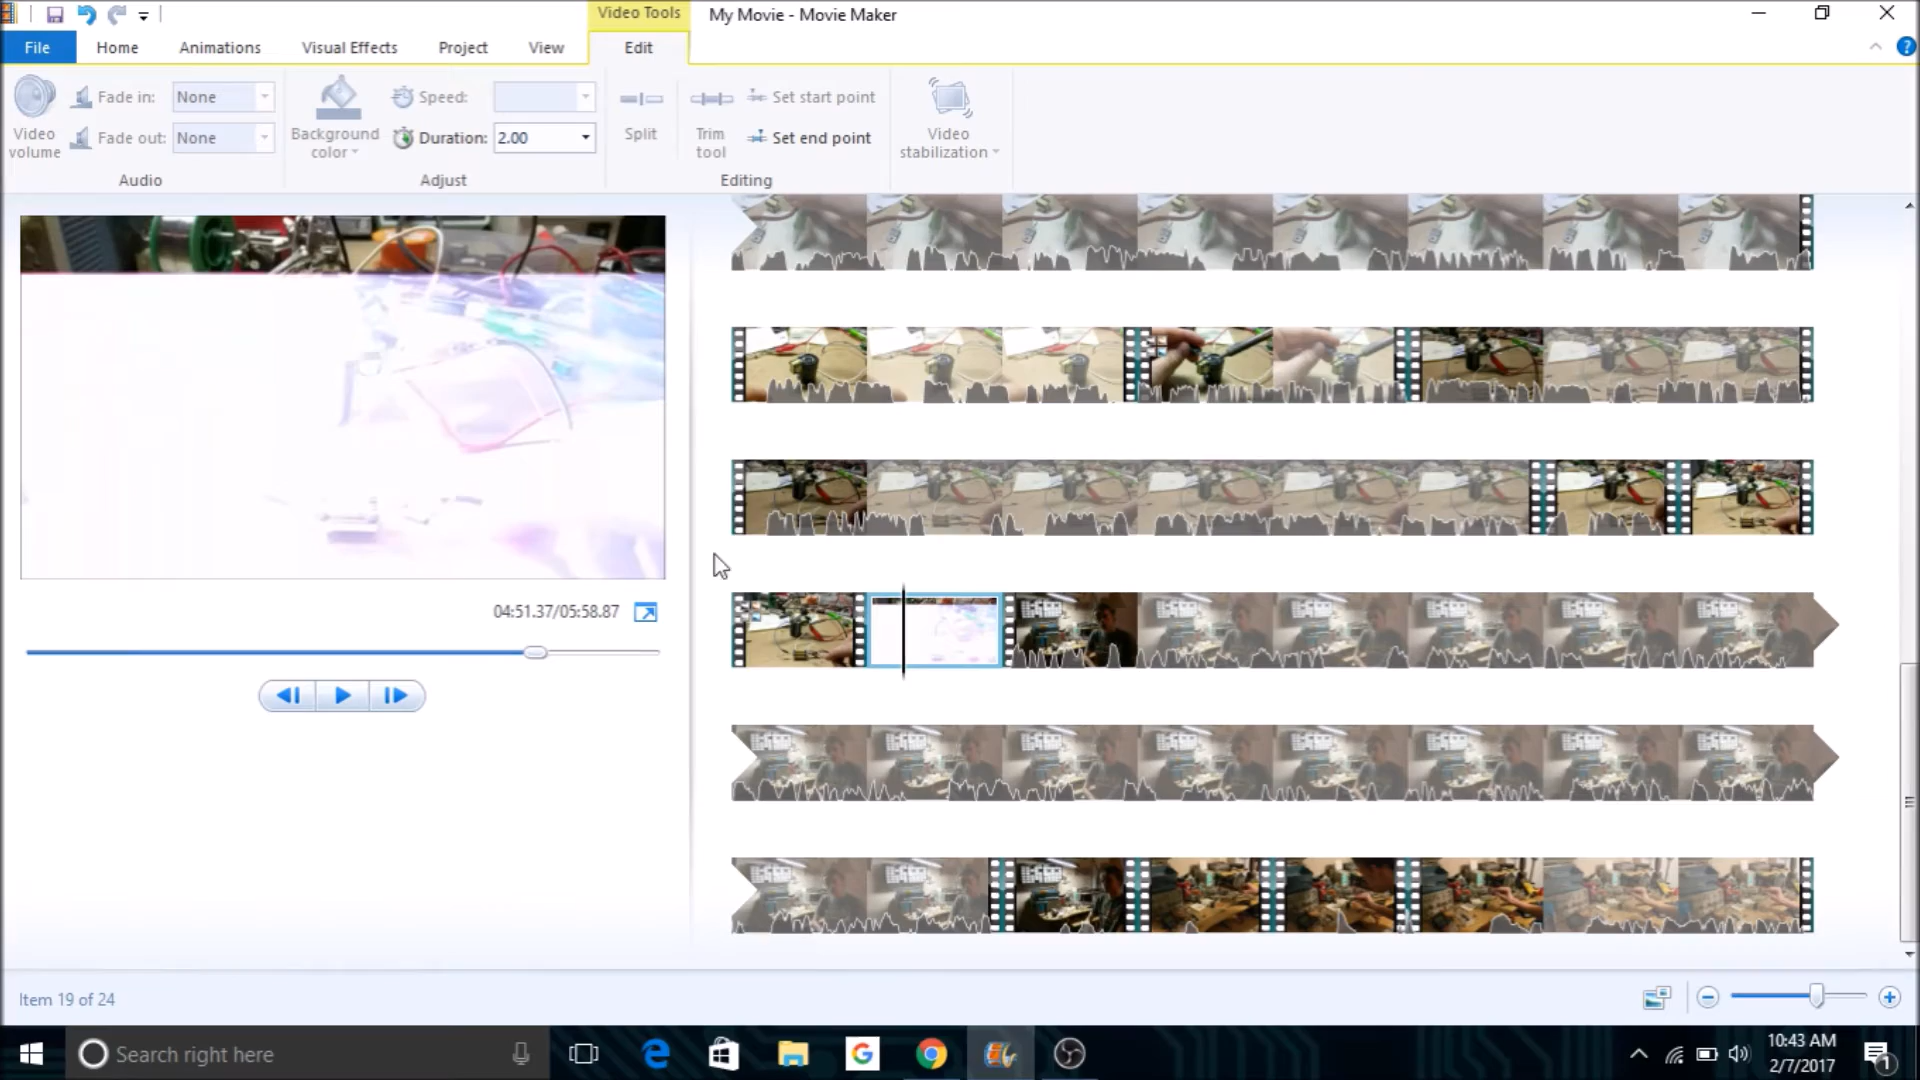 Video Tools
My Movie - Movie Maker
File
Home
Animations
Visual Effects
Project
View
Edit
Video
volume
Fade in:
None
Fade out:
None
Audio
Background
color
Speed:
Duration:
2.00
Adjust
Split
Trim
tool
Set start point
Set end point
Editing
Video
stabilization
04:51.37/05:58.87
Item 19 of 24
Search right here
10:43 AM
2/7/2017
1